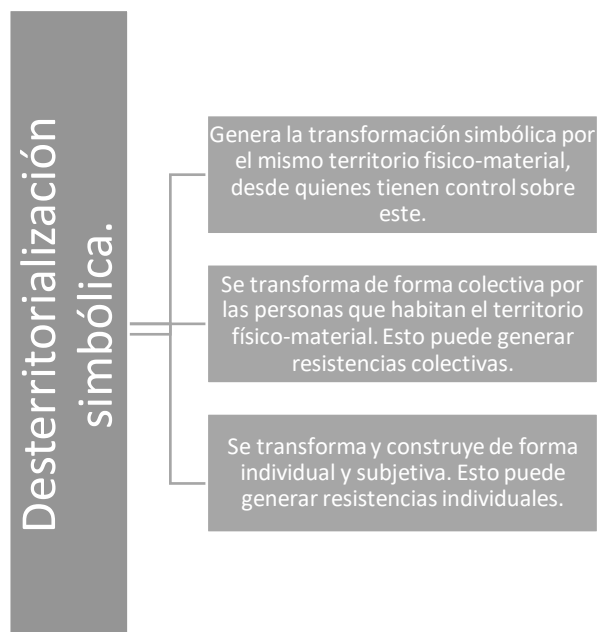 Desterritorialización
simbólica.
Genera la transformación simbólica por
el mismo territorio fisico-material,
desde quienes tienen control sobre
este.
Se transforma de forma colectiva por
las personas que habitan el territorio
físico-material. Esto puede generar
resistencias colectivas.
Se transforma y construye de forma
individual y subjetiva. Esto puede
generar resistencias individuales.